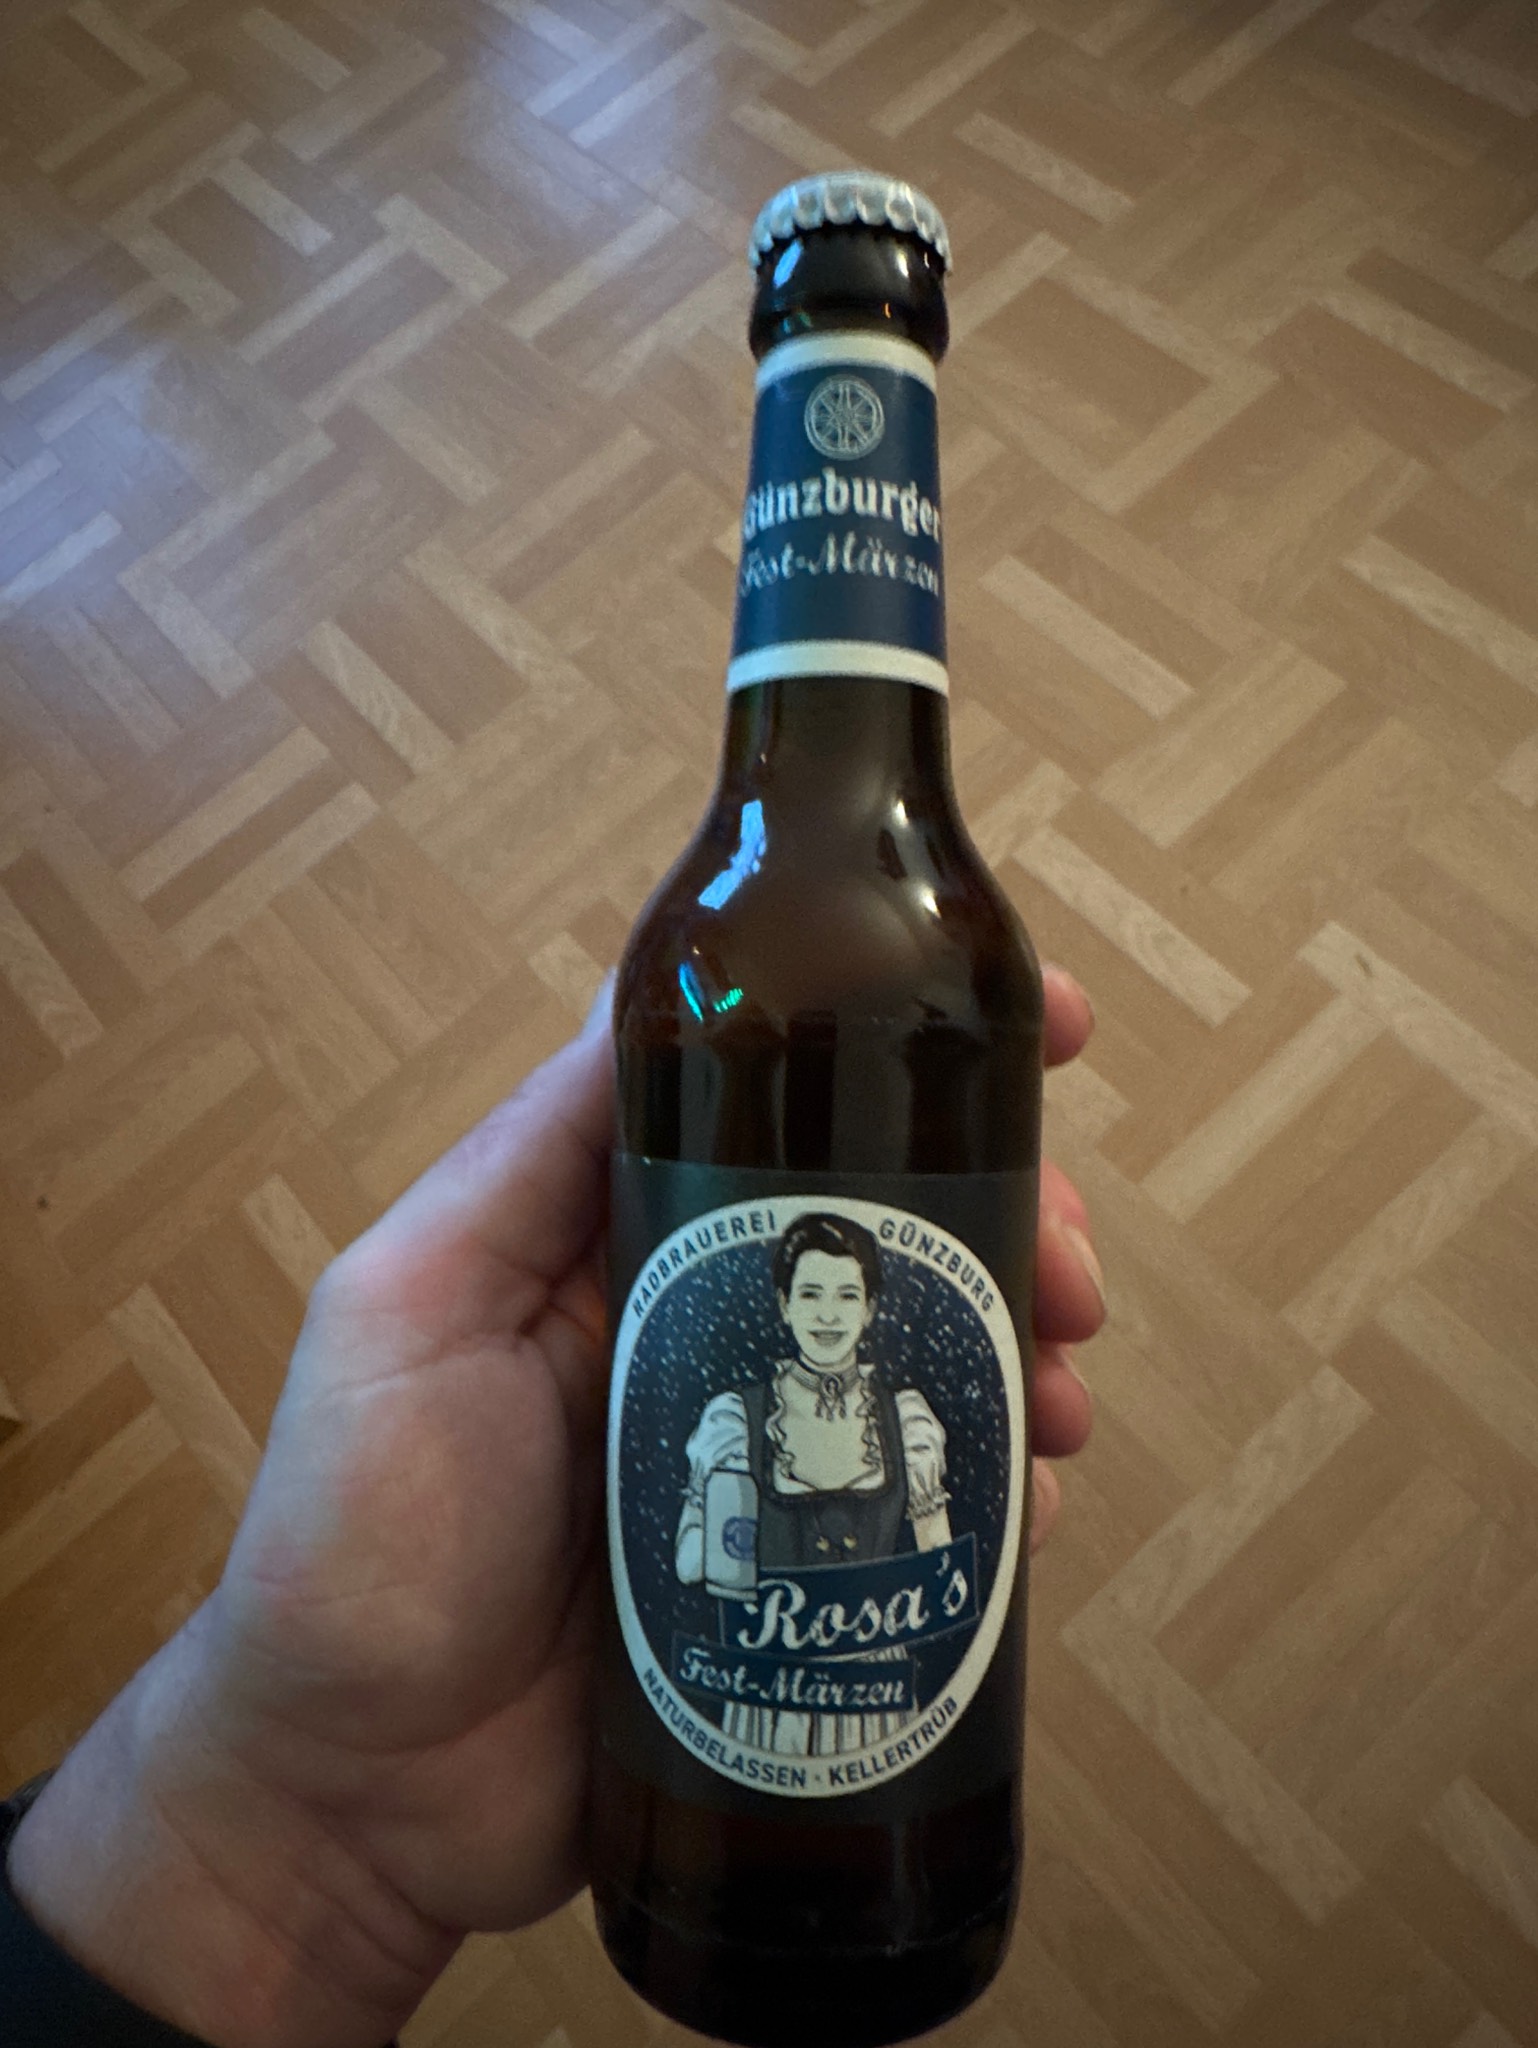 Günzburger
Fest-Märzen
RADBRAUEREI GÜNZBURG
Rosa's
Fest-Märzen
NATURBELASSEN · KELLERTRÜB